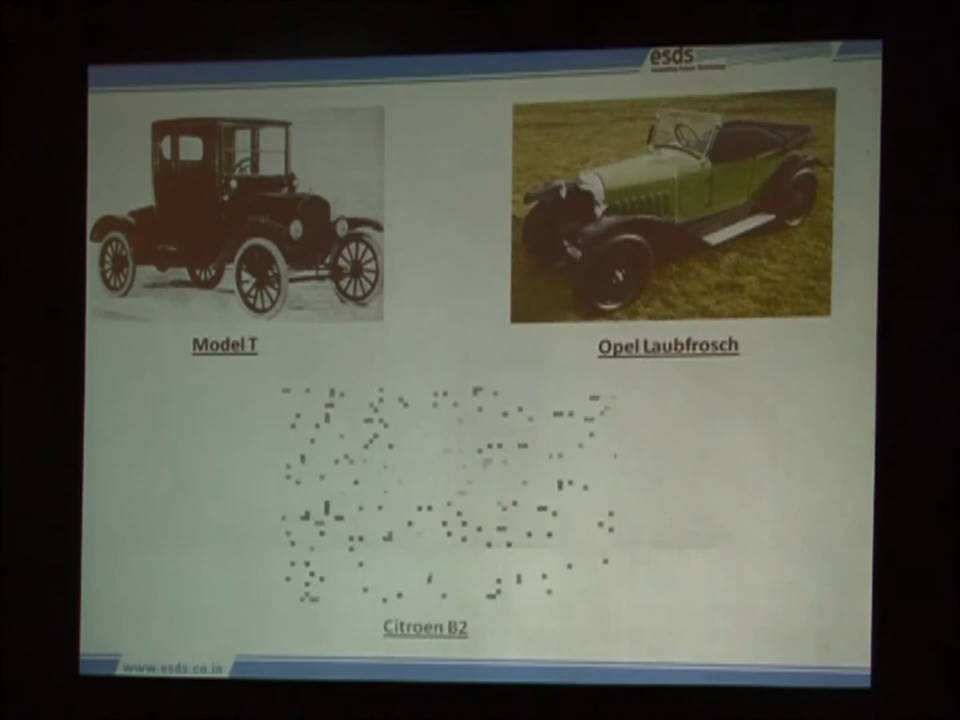 esds
Model T
Opel Laubfrosch
Citroen B2
www.esds.co.in